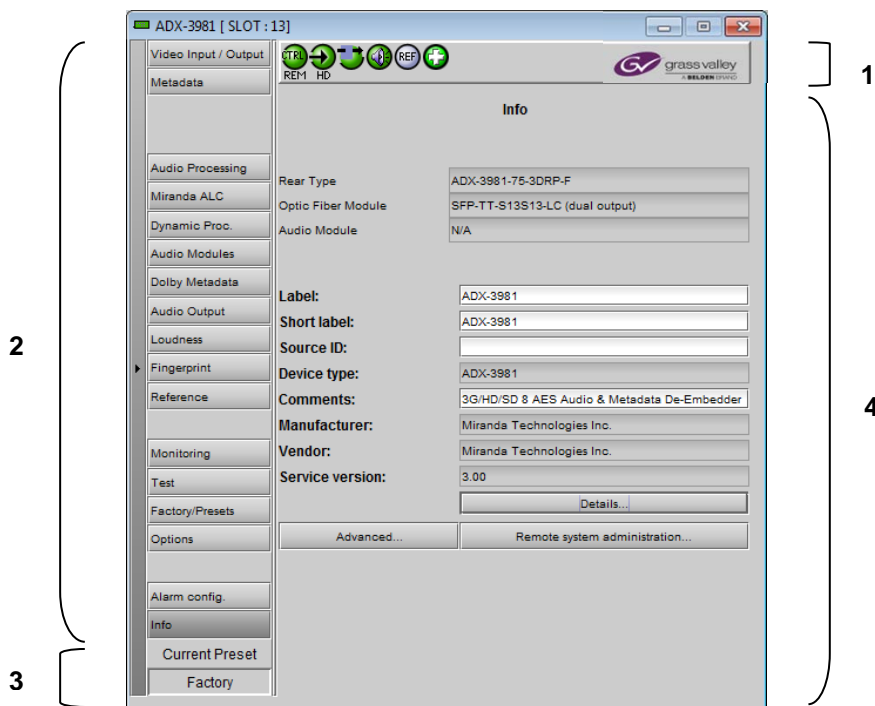 ADX-3981 [ SLOT : 13]
CTRL REF
REM HD
GV grass valley
A BELDEN BRAND
1
Video Input / Output
Metadata
Audio Processing
Miranda ALC
Dynamic Proc.
Audio Modules
Dolby Metadata
Audio Output
Loudness
Fingerprint
Reference
Monitoring
Test
Factory/Presets
Options
Alarm config.
Info
2
Current Preset
Factory
3
Info
Rear Type ADX-3981-75-3DRP-F
Optic Fiber Module SFP-TT-S13S13-LC (dual output)
Audio Module N/A
Label: ADX-3981
Short label: ADX-3981
Source ID:
Device type: ADX-3981
Comments: 3G/HD/SD 8 AES Audio & Metadata De-Embedder
Manufacturer: Miranda Technologies Inc.
Vendor: Miranda Technologies Inc.
Service version: 3.00
Details...
Advanced... Remote system administration...
4